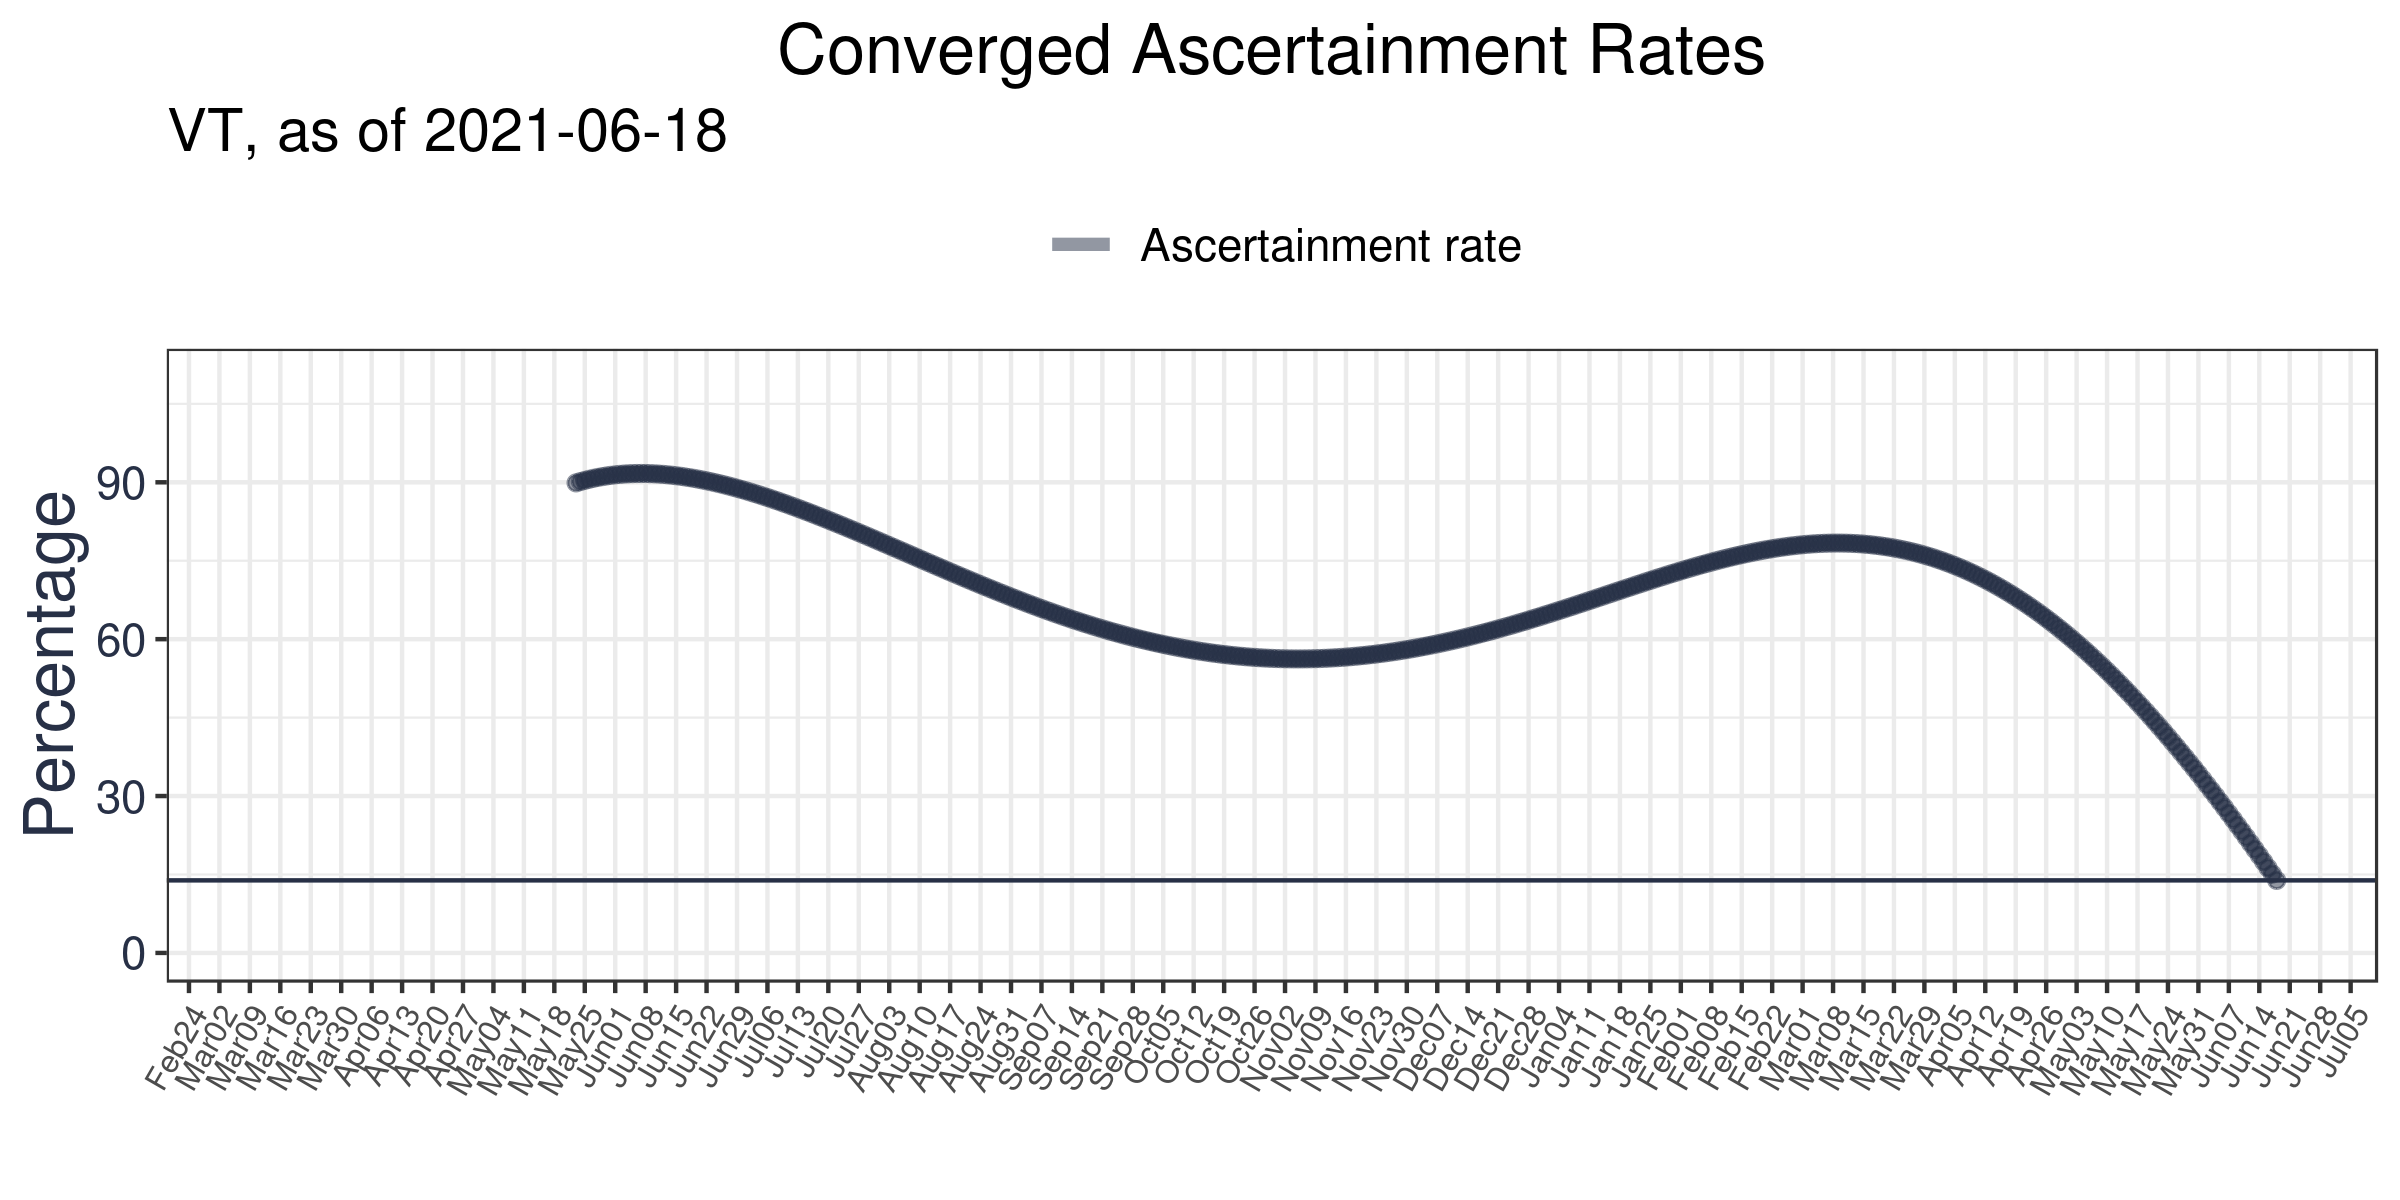 Converged Ascertainment Rates
VT, as of 2021-06-18
Ascertainment rate
Percentage
90
60
30
0
Feb24
Mar02
Mar09
Mar16
Mar23
Mar30
Apr06
Apr13
Apr20
Apr27
May04
May11
May18
May25
Jun01
Jun08
Jun15
Jun22
Jun29
Jul06
Jul13
Jul20
Jul27
Aug03
Aug10
Aug17
Aug24
Aug31
Sep07
Sep14
Sep21
Sep28
Oct05
Oct12
Oct19
Oct26
Nov02
Nov09
Nov16
Nov23
Nov30
Dec07
Dec14
Dec21
Dec28
Jan04
Jan11
Jan18
Jan25
Feb01
Feb08
Feb15
Feb22
Mar01
Mar08
Mar15
Mar22
Mar29
Apr05
Apr12
Apr19
Apr26
May03
May10
May17
May24
May31
Jun07
Jun14
Jun21
Jun28
Jul05